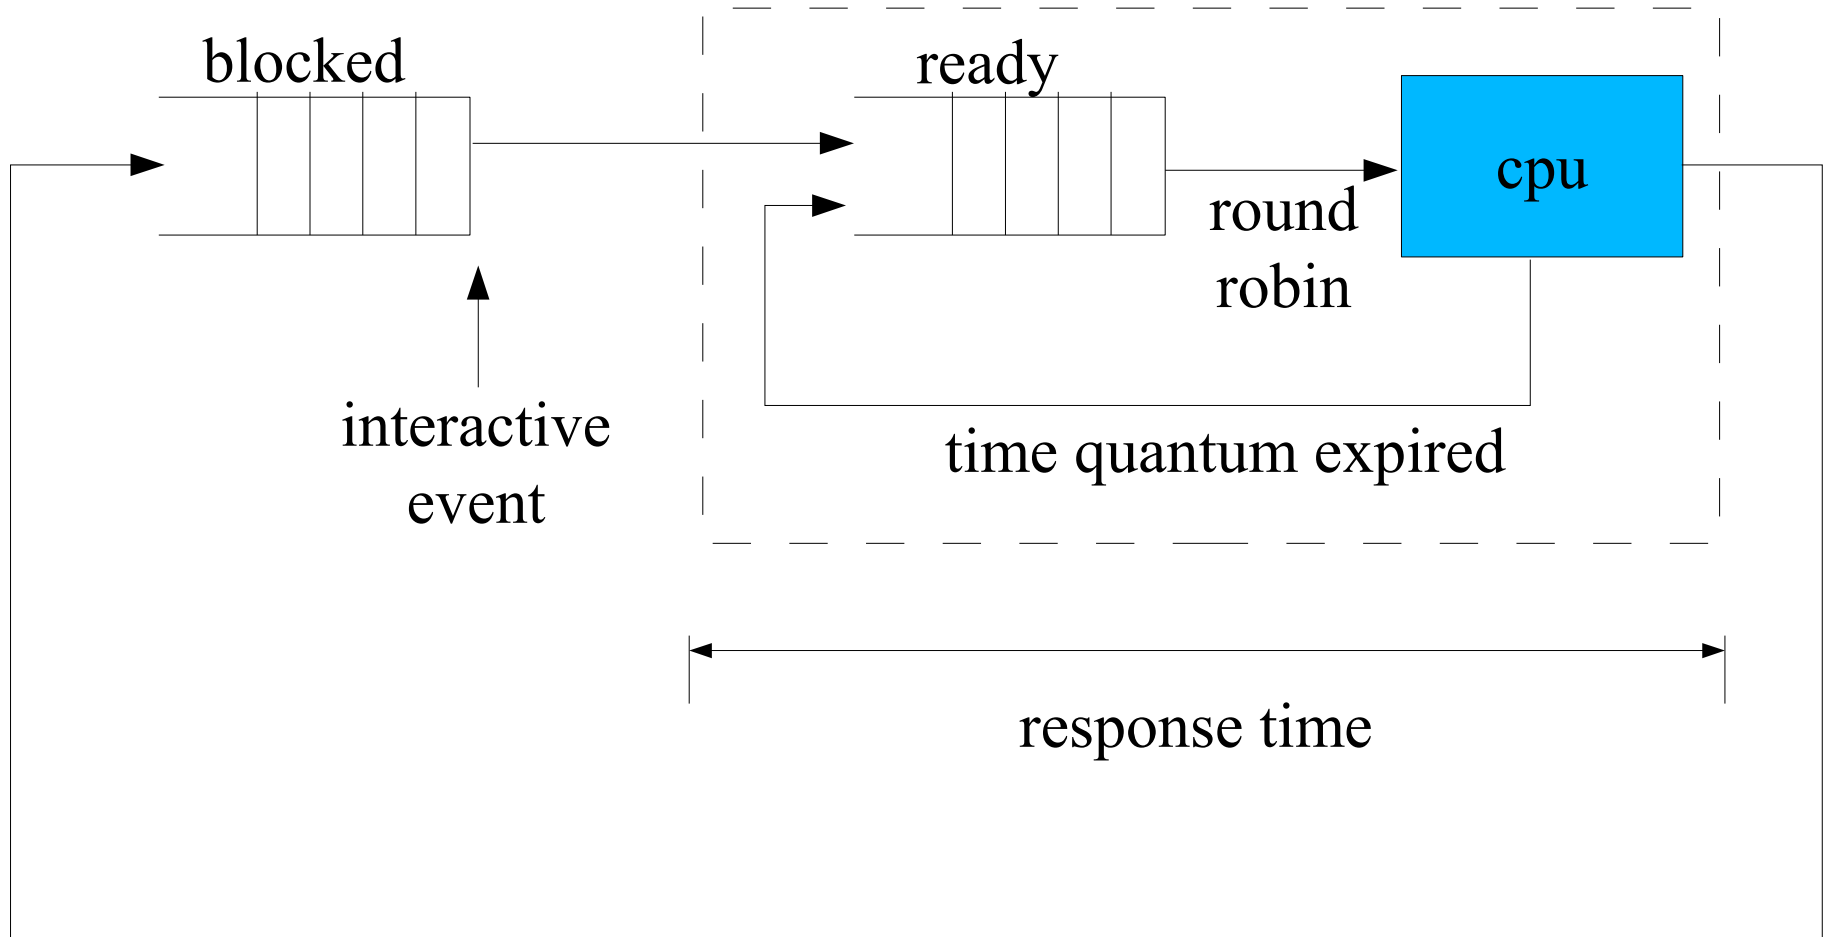 blocked
ready
cpu
round
robin
interactive
event
time quantum expired
response time